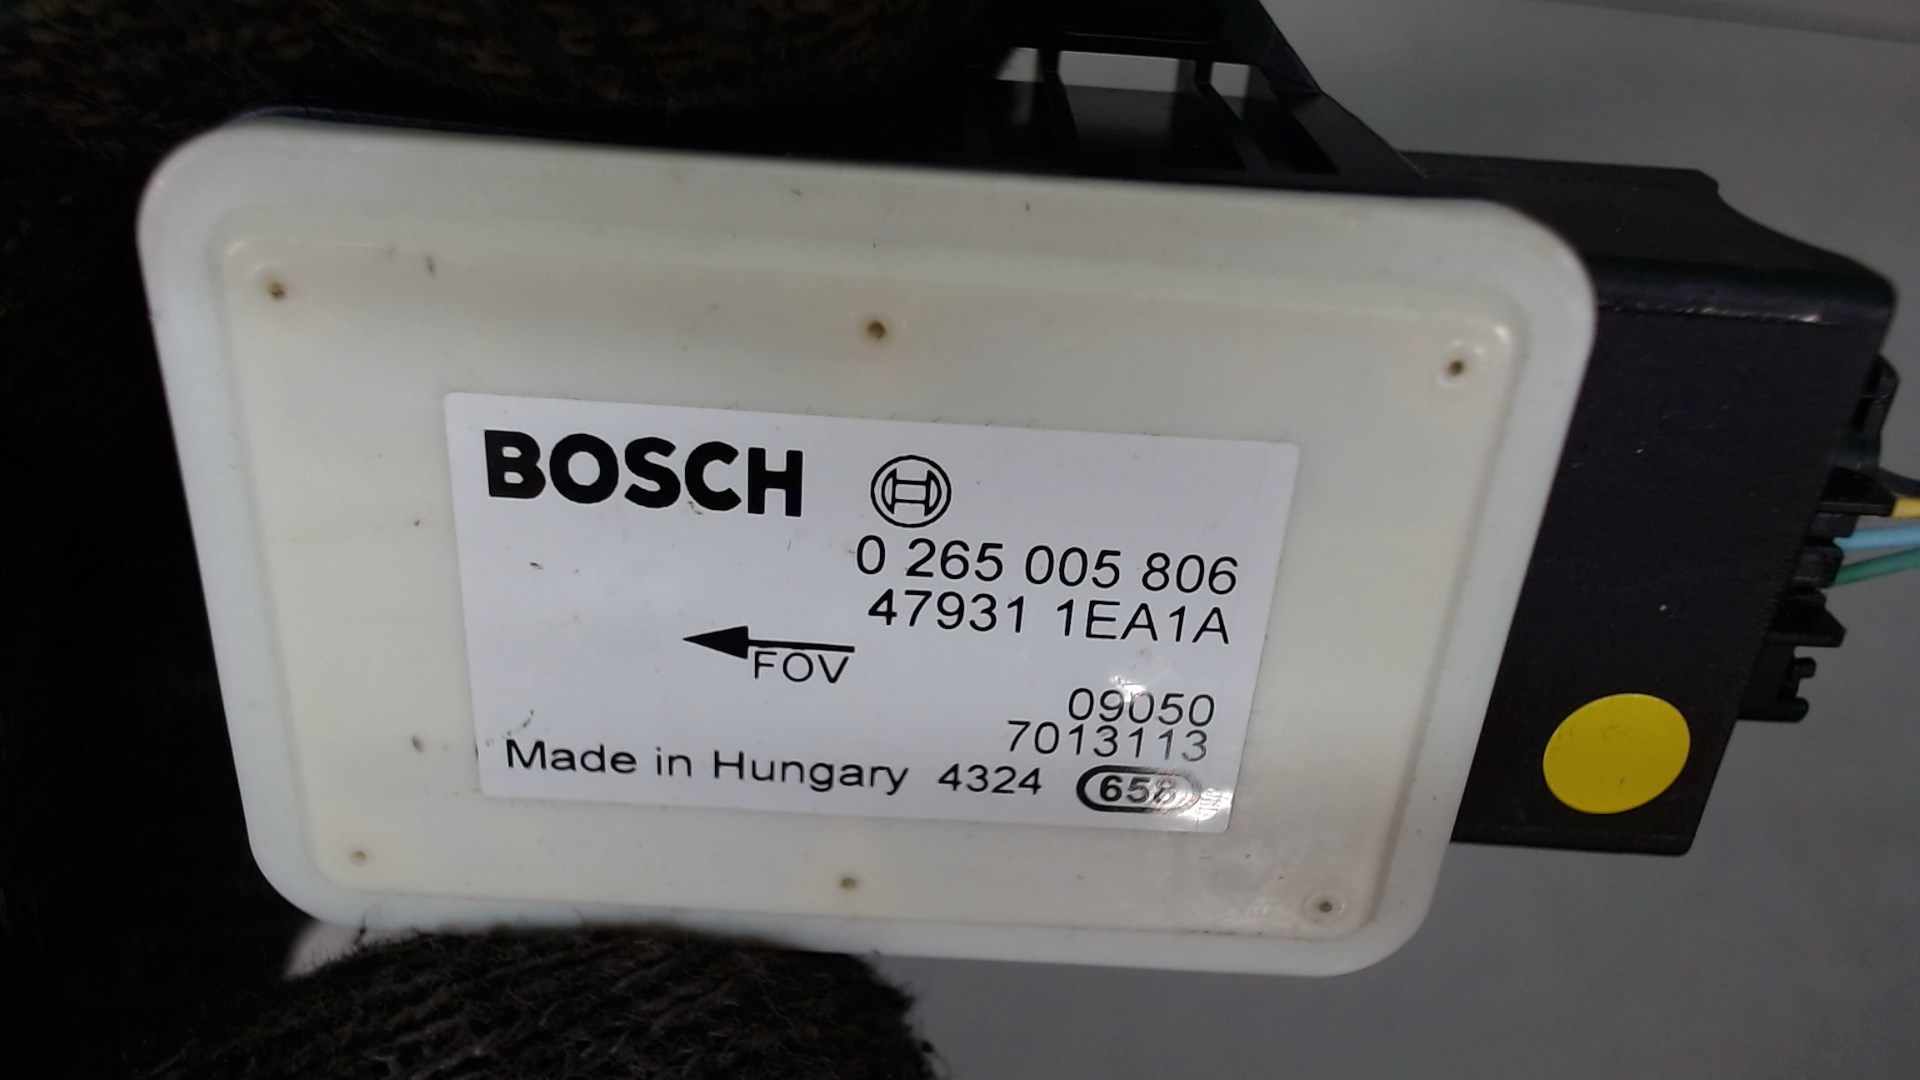 BOSCH
0 265 005 806
47931 1EA1A
FOV
09050
7013113
Made in Hungary 4324 658